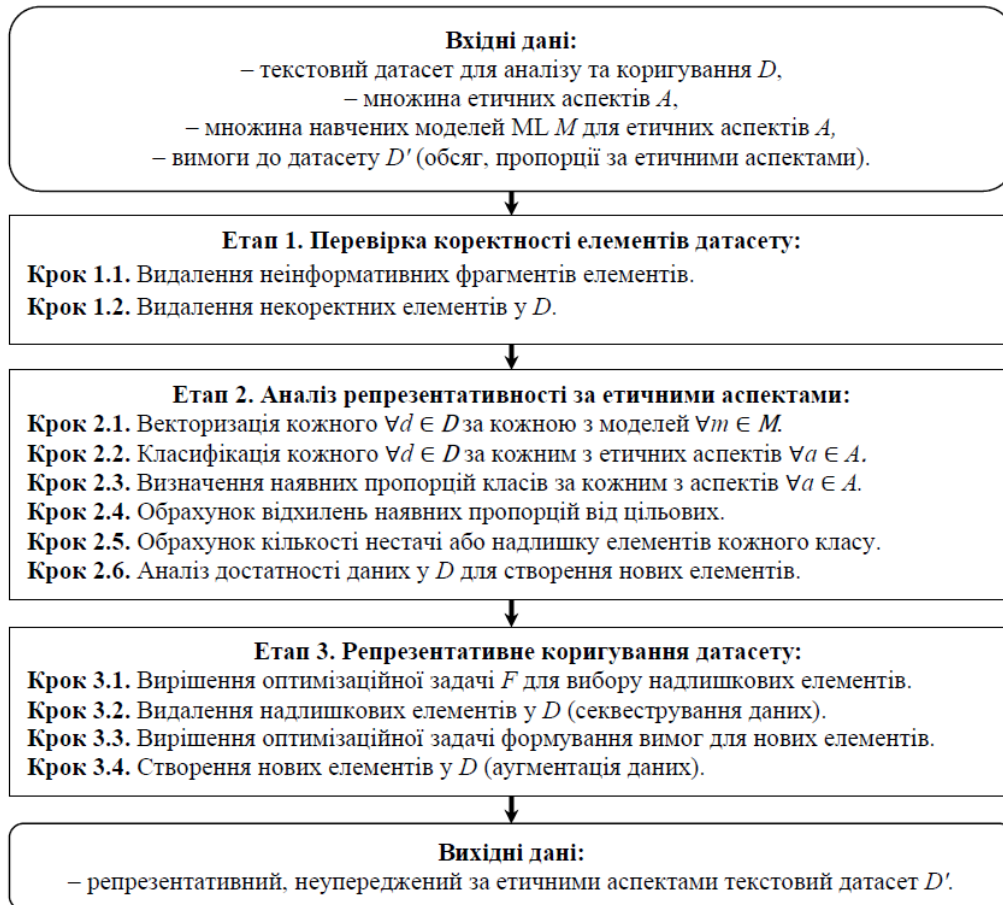 Вхідні дані:
– текстовий датасет для аналізу та коригування D,
– множина етичних аспектів A,
– множина навчених моделей ML M для етичних аспектів A,
– вимоги до датасету D' (обсяг, пропорції за етичними аспектами).
Етап 1. Перевірка коректності елементів датасету:
Крок 1.1. Видалення неінформативних фрагментів елементів.
Крок 1.2. Видалення некоректних елементів у D.
Етап 2. Аналіз репрезентативності за етичними аспектами:
Крок 2.1. Векторизація кожного ∀d ∈ D за кожною з моделей ∀m ∈ M.
Крок 2.2. Класифікація кожного ∀d ∈ D за кожним з етичних аспектів ∀a ∈ A.
Крок 2.3. Визначення наявних пропорцій класів за кожним з аспектів ∀a ∈ A.
Крок 2.4. Обрахунок відхилень наявних пропорцій від цільових.
Крок 2.5. Обрахунок кількості нестачі або надлишку елементів кожного класу.
Крок 2.6. Аналіз достатності даних у D для створення нових елементів.
Етап 3. Репрезентативне коригування датасету:
Крок 3.1. Вирішення оптимізаційної задачі F для вибору надлишкових елементів.
Крок 3.2. Видалення надлишкових елементів у D (секвестрування даних).
Крок 3.3. Вирішення оптимізаційної задачі формування вимог для нових елементів.
Крок 3.4. Створення нових елементів у D (аугментація даних).
Вихідні дані:
– репрезентативний, неупереджений за етичними аспектами текстовий датасет D'.